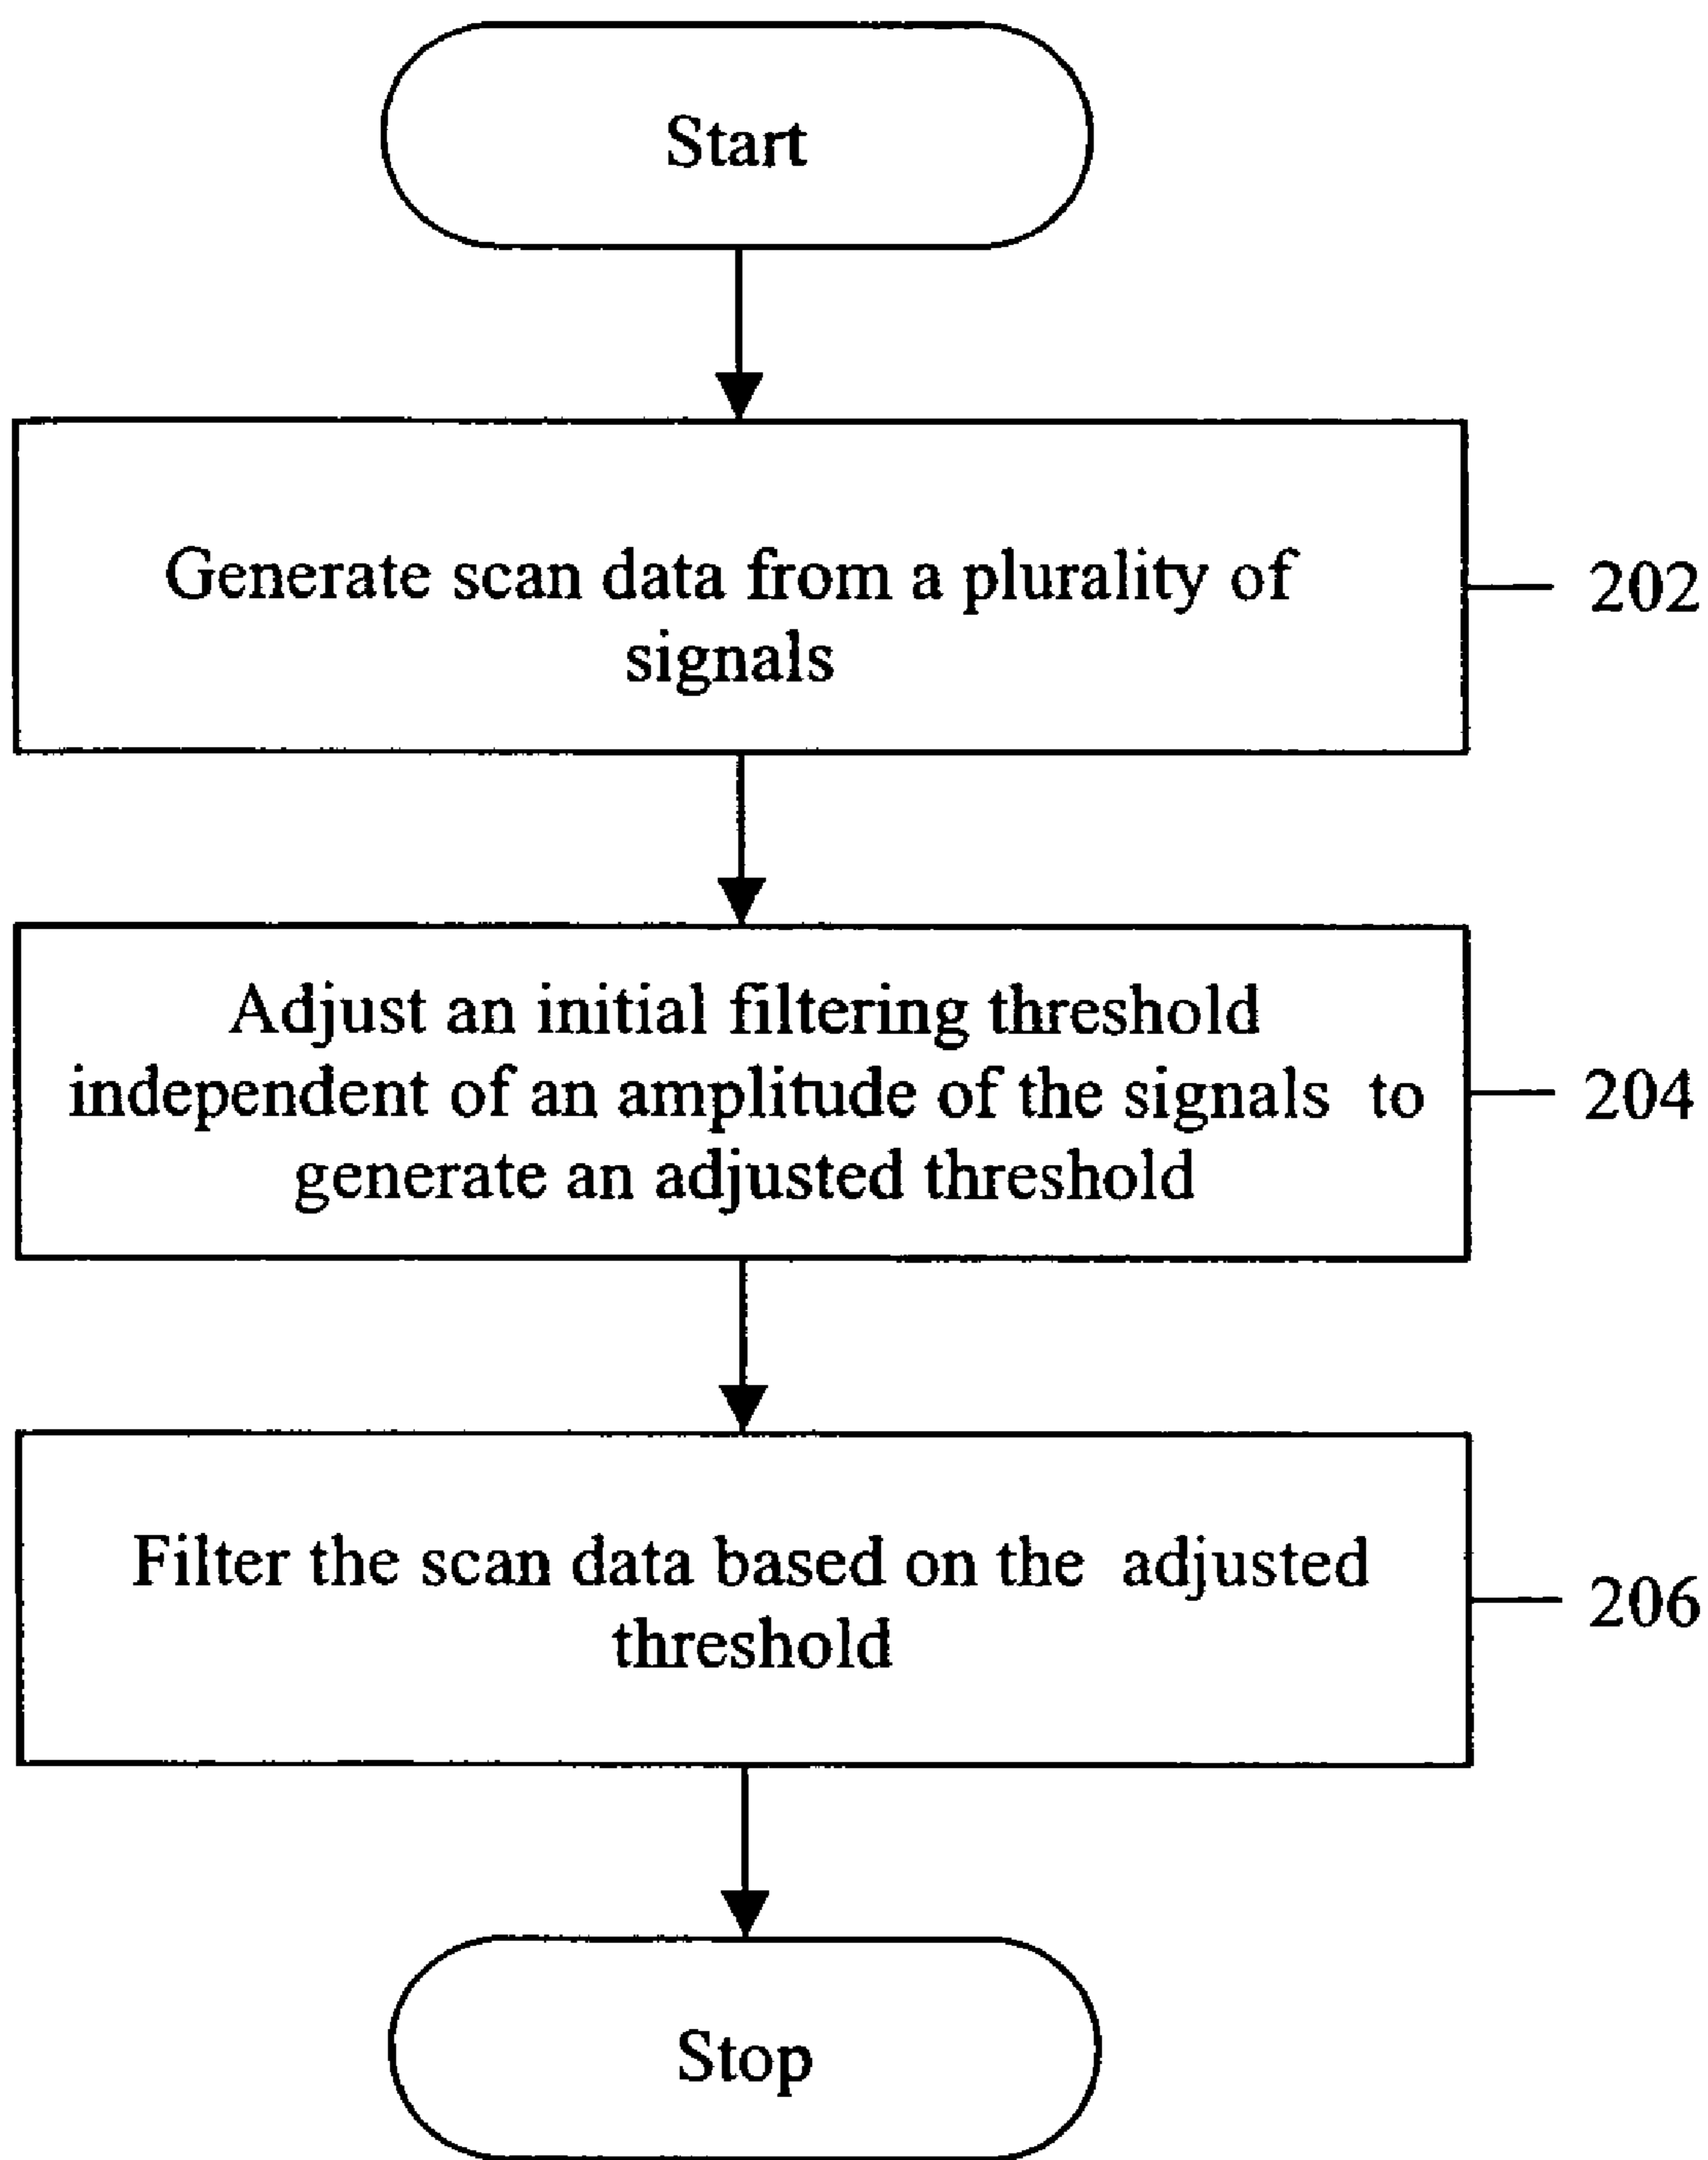 Start
Generate scan data from a plurality of
signals
202
Adjust an initial filtering threshold
independent of an amplitude of the signals to
generate an adjusted threshold
204
Filter the scan data based on the adjusted
threshold
206
Stop